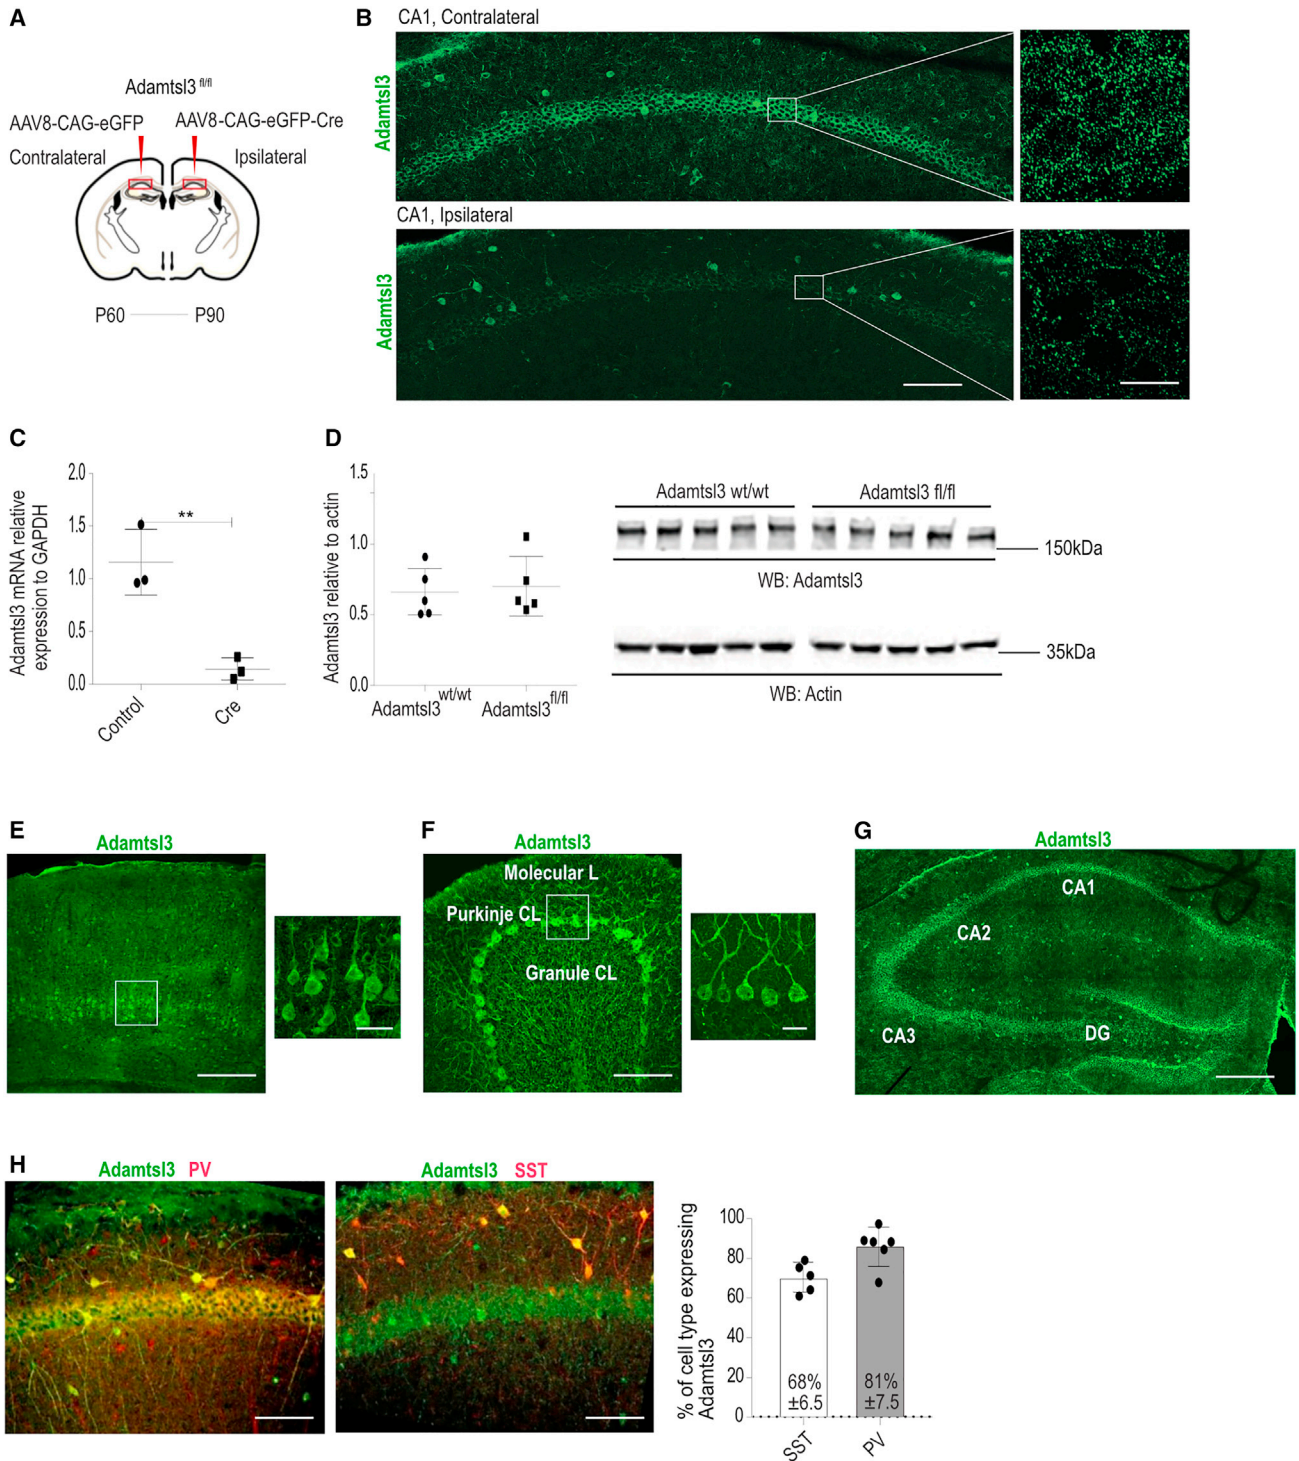 A
Adamtsl3 fl/fl
AAV8-CAG-eGFP
AAV8-CAG-eGFP-Cre
Contralateral
Ipsilateral
P60
P90
B
CA1, Contralateral
Adamtsl3
CA1, Ipsilateral
Adamtsl3
C
Adamtsl3 mRNA relative
expression to GAPDH
2.0
1.5
1.0
0.5
0.0
**
Control
Cre
D
Adamtsl3 relative to actin
1.5
1.0
0.5
0.0
Adamtsl3 wt/wt
Adamtsl3 fl/fl
Adamtsl3 wt/wt
Adamtsl3 fl/fl
150kDa
WB: Adamtsl3
35kDa
WB: Actin
E
Adamtsl3
F
Adamtsl3
Molecular L
Purkinje CL
Granule CL
G
Adamtsl3
CA1
CA2
CA3
DG
H
Adamtsl3 PV
Adamtsl3 SST
% of cell type expressing
Adamtsl3
100
80
60
40
20
0
68%
±6.5
81%
±7.5
SST
PV